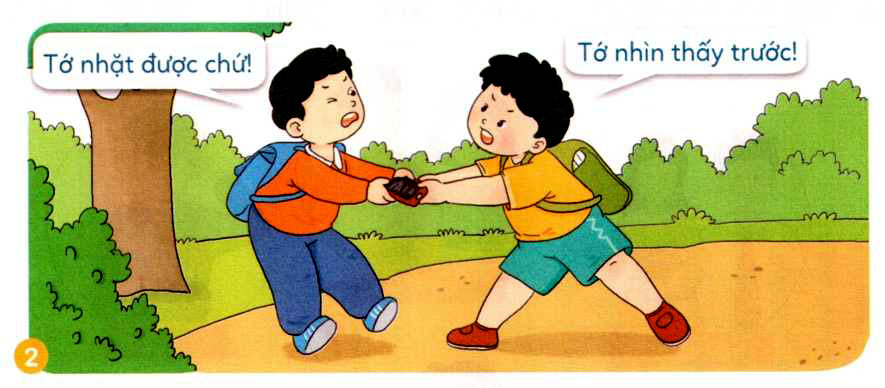 Tớ nhặt được chứ!
Tớ nhìn thấy trước!
2